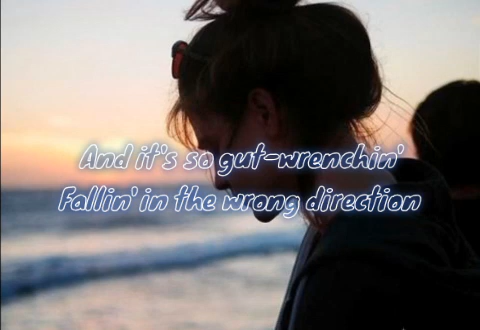 And it's so gut-wrenchin'
Fallin' in the wrong direction